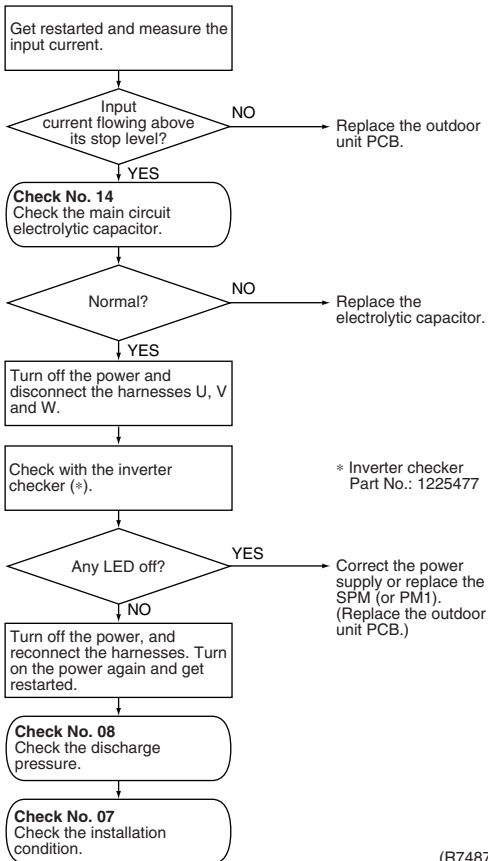 Get restarted and measure the
input current.
Input
current flowing above
its stop level?
NO
Replace the outdoor
unit PCB.
YES
Check No. 14
Check the main circuit
electrolytic capacitor.
Normal?
NO
Replace the
electrolytic capacitor.
YES
Turn off the power and
disconnect the harnesses U, V
and W.
Check with the inverter
checker (*).
* Inverter checker
Part No.: 1225477
Any LED off?
YES
Correct the power
supply or replace the
SPM (or PM1).
(Replace the outdoor
unit PCB.)
NO
Turn off the power, and
reconnect the harnesses. Turn
on the power again and get
restarted.
Check No. 08
Check the discharge
pressure.
Check No. 07
Check the installation
condition.
(R7487